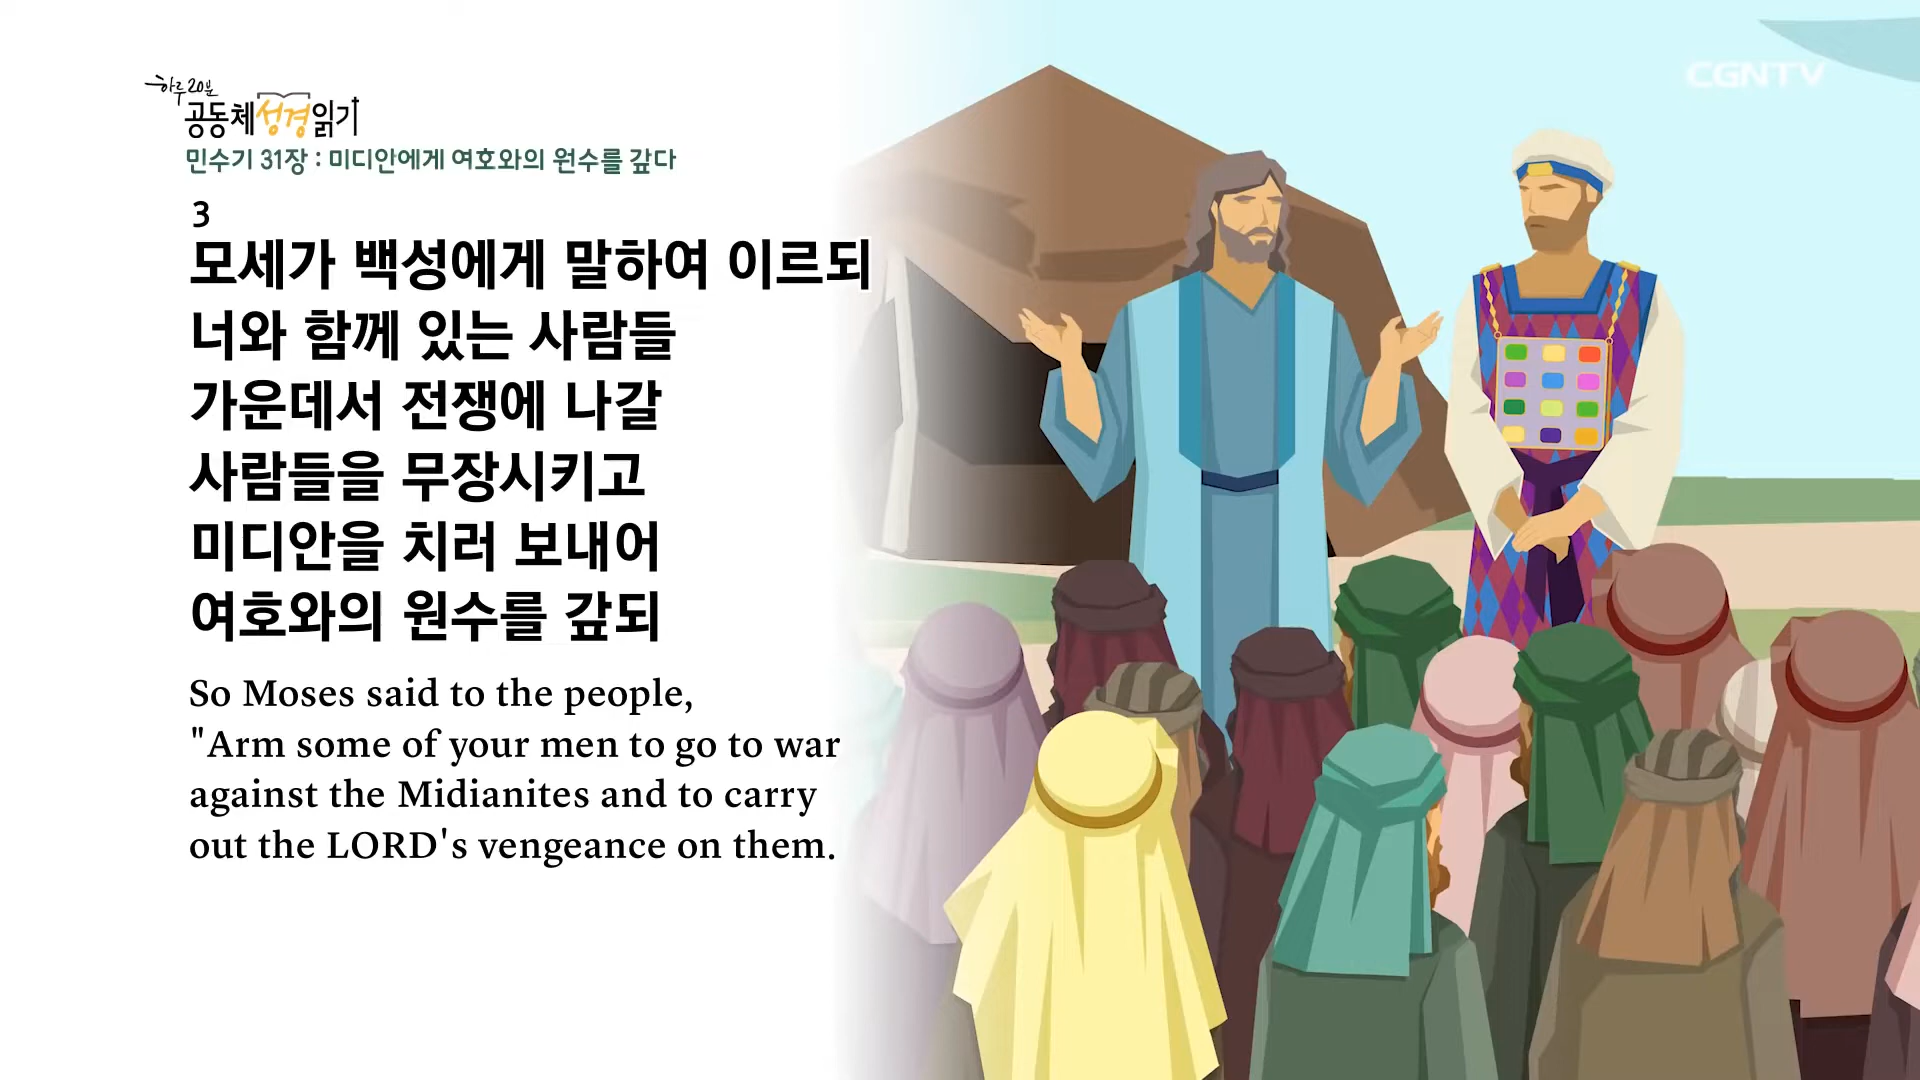 하루 20분
공동체성경읽기
CGNTV
민수기 31장 : 미디안에게 여호와의 원수를 갚다
3
모세가 백성에게 말하여 이르되
너와 함께 있는 사람들
가운데서 전쟁에 나갈
사람들을 무장시키고
미디안을 치러 보내어
여호와의 원수를 갚되
So Moses said to the people,
"Arm some of your men to go to war
against the Midianites and to carry
out the LORD's vengeance on them.